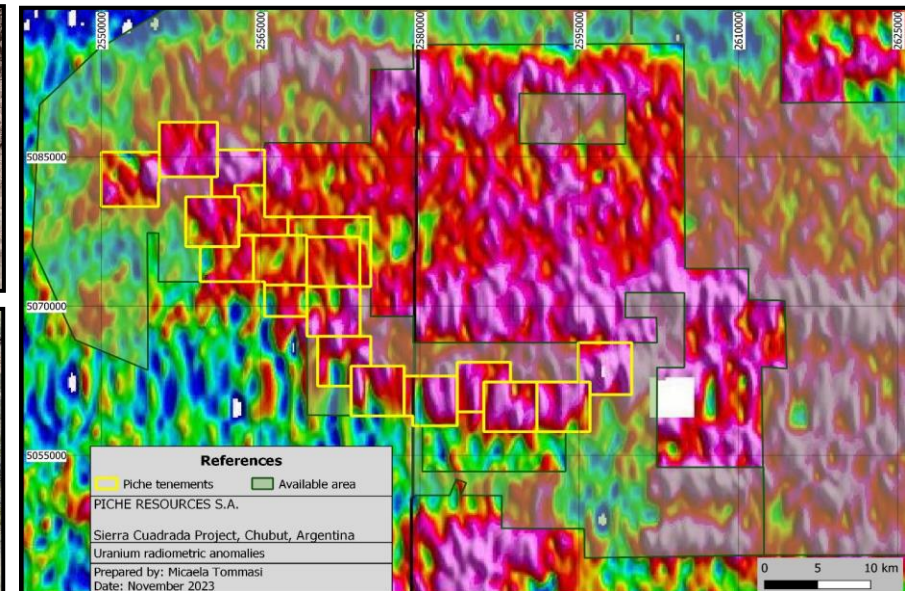 2550000
2565000
2580000
2595000
2610000
2625000
5085000
5070000
5055000
References
Piche tenements
Available area
PICHE RESOURCES S.A.
Sierra Cuadrada Project, Chubut, Argentina
Uranium radiometric anomalies
Prepared by: Micaela Tommasi
Date: November 2023
0 5 10 km